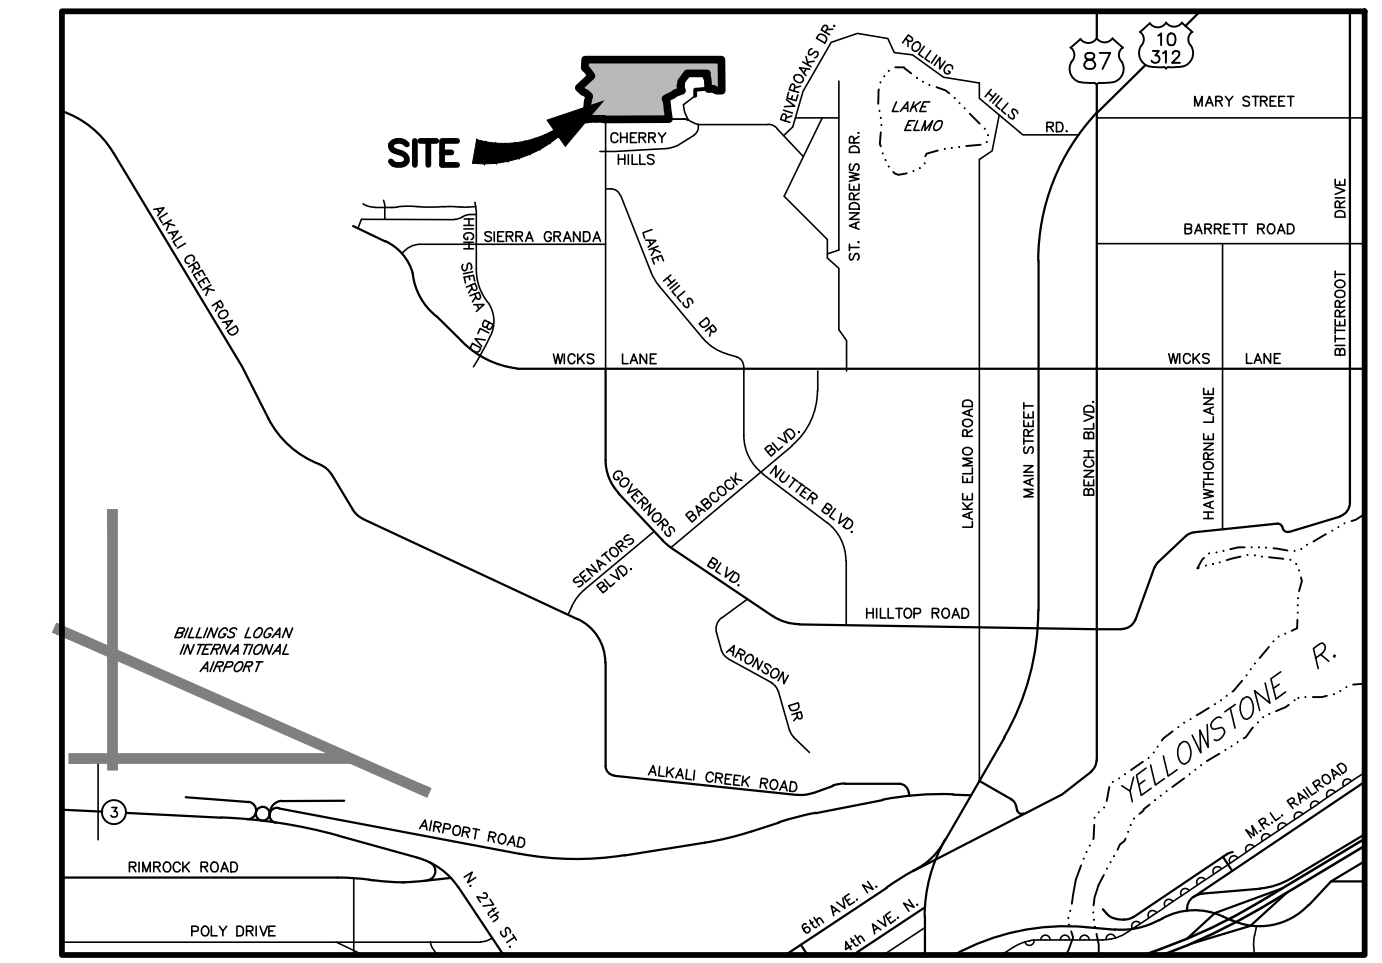 RIVEROAKS DR.
ROLLING
HILLS
RD.
87
10
312
MARY STREET
LAKE
ELMO
SITE
CHERRY
HILLS
ST. ANDREWS DR.
DRIVE
BITTERROOT
BARRETT ROAD
ALKALI CREEK ROAD
HIGH
SIERRA
BLVD
SIERRA GRANDA
LAKE
HILLS
DR
WICKS
LANE
WICKS
LANE
LAKE ELMO ROAD
MAIN STREET
BENCH BLVD.
HAWTHORNE LANE
GOVERNORS
BLVD.
BABCOCK
BLVD.
NUTTER BLVD.
SENATORS
BLVD.
HILLTOP ROAD
BILLINGS LOGAN
INTERNATIONAL
AIRPORT
ARONSON
DR
YELLOWSTONE
R.
ALKALI CREEK ROAD
M.R.L. RAILROAD
3
AIRPORT ROAD
RIMROCK ROAD
N. 27th ST.
6th AVE. N.
4th AVE. N.
POLY DRIVE